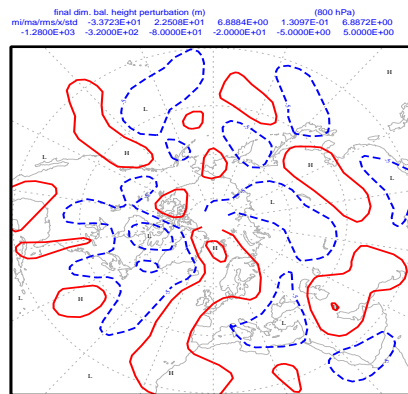 final dim. bal. height perturbation (m) (800 hPa)
mi/ma/rms/x/std -3.3723E+01 2.2508E+01 6.8884E+00 1.3097E-01 6.8872E+00
-1.2800E+03 -3.2000E+02 -8.0000E+01 -2.0000E+01 -5.0000E+00 5.0000E+00
H
L
H
L
H
L
H
L
L
H
L
H
L
L
L
H